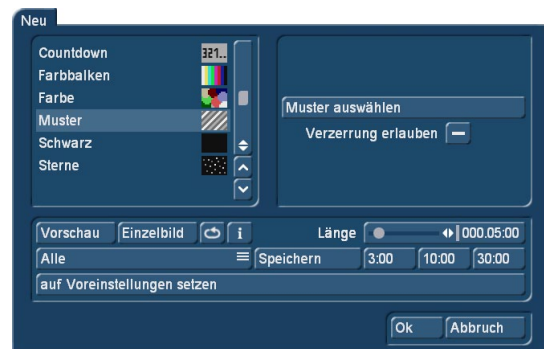 Neu
Countdown 321..
Farbbalken
Farbe
Muster
Schwarz
Sterne
Muster auswählen
Verzerrung erlauben
Vorschau Einzelbild i Länge 000.05:00
Alle Speichern 3:00 10:00 30:00
auf Voreinstellungen setzen
Ok Abbruch